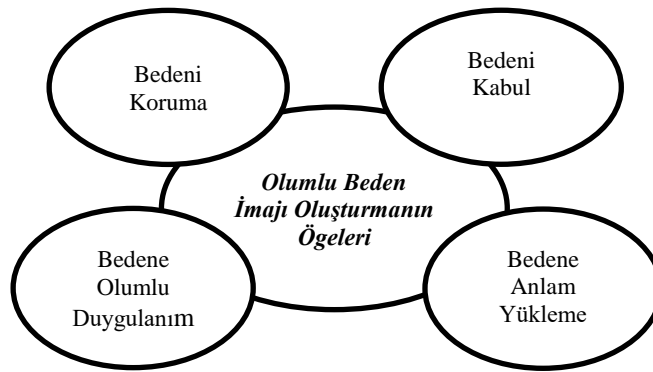 Bedeni
Koruma
Bedeni
Kabul
Olumlu Beden
İmajı Oluşturmanın
Ögeleri
Bedene
Olumlu
Duygulanım
Bedene
Anlam
Yükleme